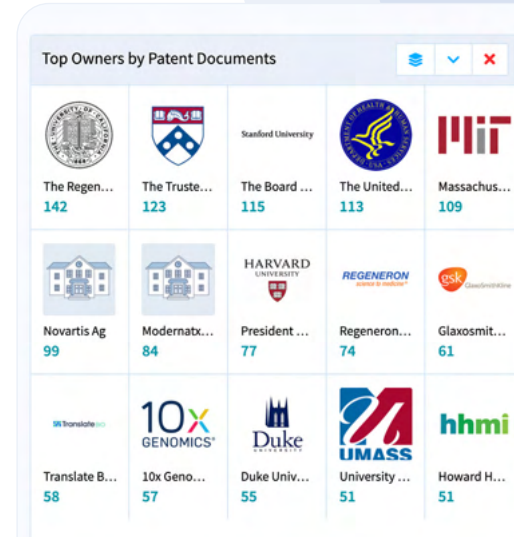 Top Owners by Patent Documents
Stanford University
MIT
The Regen...
The Truste...
The Board ...
The United...
Massachus...
142
123
115
113
109
HARVARD
UNIVERSITY
REGENERON
science to medicine
gsk
GlaxoSmithKline
Novartis Ag
Modernatx...
President ...
Regeneron...
Glaxosmit...
99
84
77
74
61
Translate BIO
10x
GENOMICS
Duke
UNIVERSITY
UMASS
hhmi
Translate B...
10x Geno...
Duke Univ...
University ...
Howard H...
58
57
55
51
51